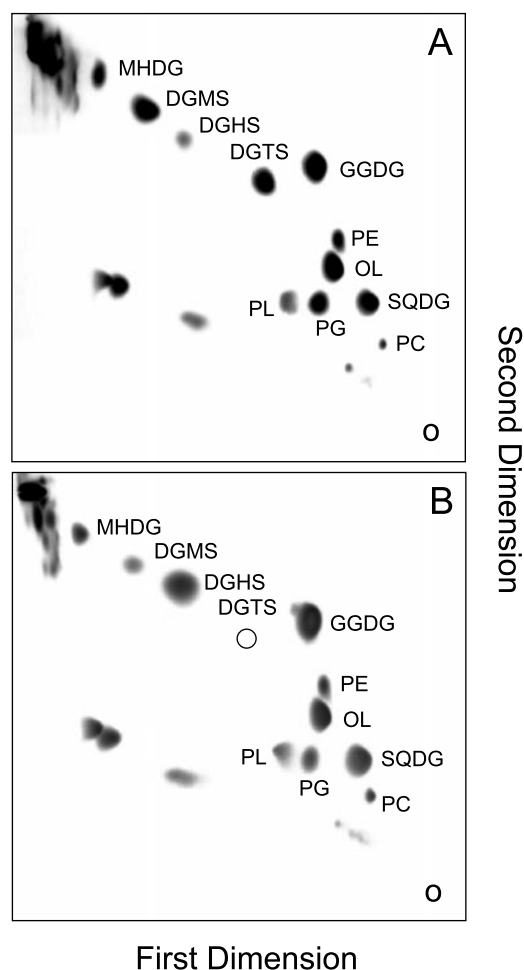 A
MHDG
DGMS
DGHS
DGTS
GGDG
PE
OL
PL
SQDG
PG
PC
o
B
MHDG
DGMS
DGHS
DGTS
GGDG
PE
OL
PL
SQDG
PG
PC
o
Second Dimension
First Dimension